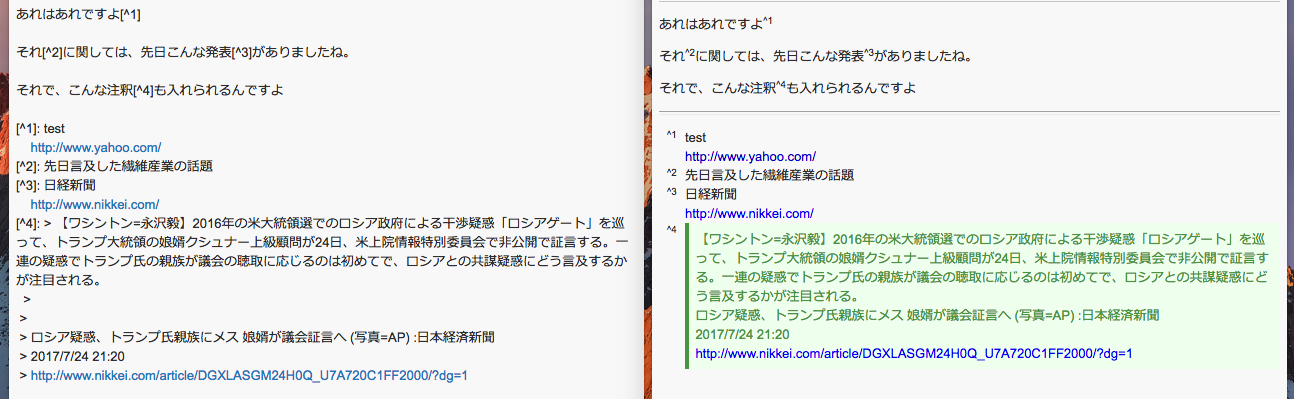 あれはあれですよ[^1]
それ[^2]に関しては、先日こんな発表[^3]がありましたね。
それで、こんな注釈[^4]も入れられるんですよ
[^1]: test
http://www.yahoo.com/
[^2]: 先日言及した繊維産業の話題
[^3]: 日経新聞
http://www.nikkei.com/
[^4]: > 【ワシントン=永沢毅】2016年の米大統領選でのロシア政府による干渉疑惑「ロシアゲート」を巡
って、トランプ大統領の娘婿クシュナー上級顧問が24日、米上院情報特別委員会で非公開で証言する。一
連の疑惑でトランプ氏の親族が議会の聴取に応じるのは初めてで、ロシアとの共謀疑惑にどう言及するか
が注目される。
>
>
> ロシア疑惑、トランプ氏親族にメス 娘婿が議会証言へ (写真=AP) :日本経済新聞
> 2017/7/24 21:20
> http://www.nikkei.com/article/DGXLASGM24H0Q_U7A720C1FF2000/?dg=1
あれはあれですよ^1
それ^2に関しては、先日こんな発表^3がありましたね。
それで、こんな注釈^4も入れられるんですよ
^1 test
http://www.yahoo.com/
^2 先日言及した繊維産業の話題
^3 日経新聞
http://www.nikkei.com/
^4
【ワシントン=永沢毅】2016年の米大統領選でのロシア政府による干渉疑惑「ロシアゲート」を巡
って、トランプ大統領の娘婿クシュナー上級顧問が24日、米上院情報特別委員会で非公開で証言す
る。一連の疑惑でトランプ氏の親族が議会の聴取に応じるのは初めてで、ロシアとの共謀疑惑にど
う言及するかが注目される。
ロシア疑惑、トランプ氏親族にメス 娘婿が議会証言へ (写真=AP) :日本経済新聞
2017/7/24 21:20
http://www.nikkei.com/article/DGXLASGM24H0Q_U7A720C1FF2000/?dg=1